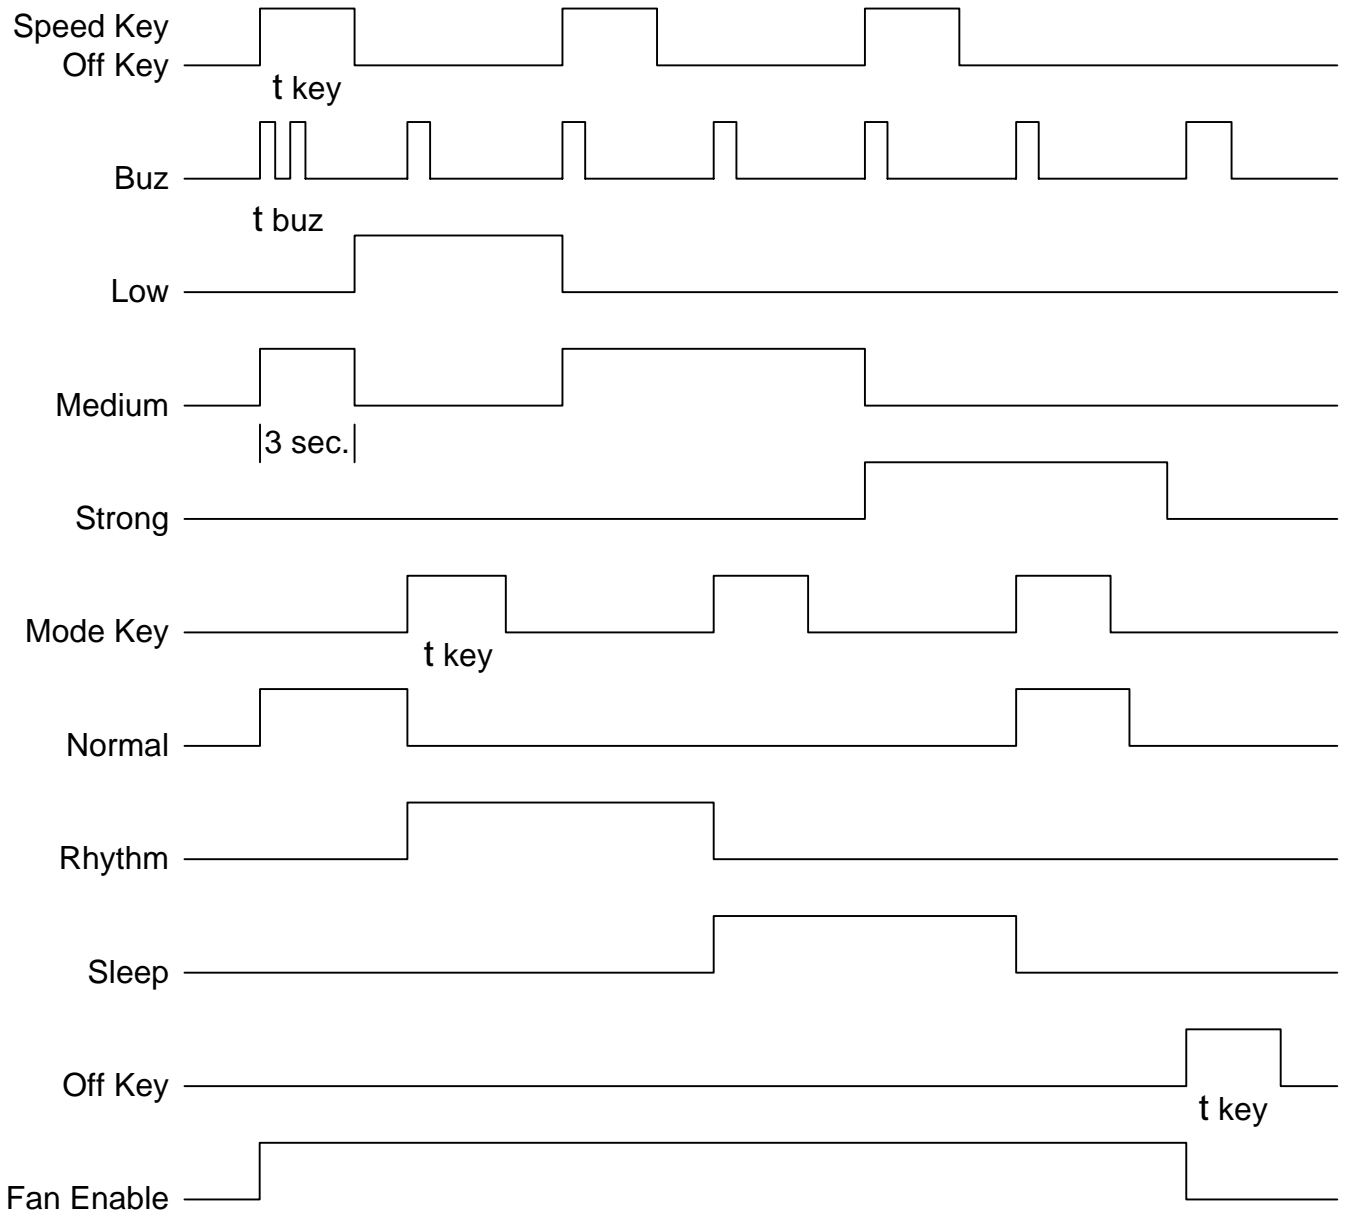 Speed Key
Off Key
t key
Buz
t buz
Low
Medium
|3 sec.|
Strong
Mode Key
t key
Normal
Rhythm
Sleep
Off Key
t key
Fan Enable